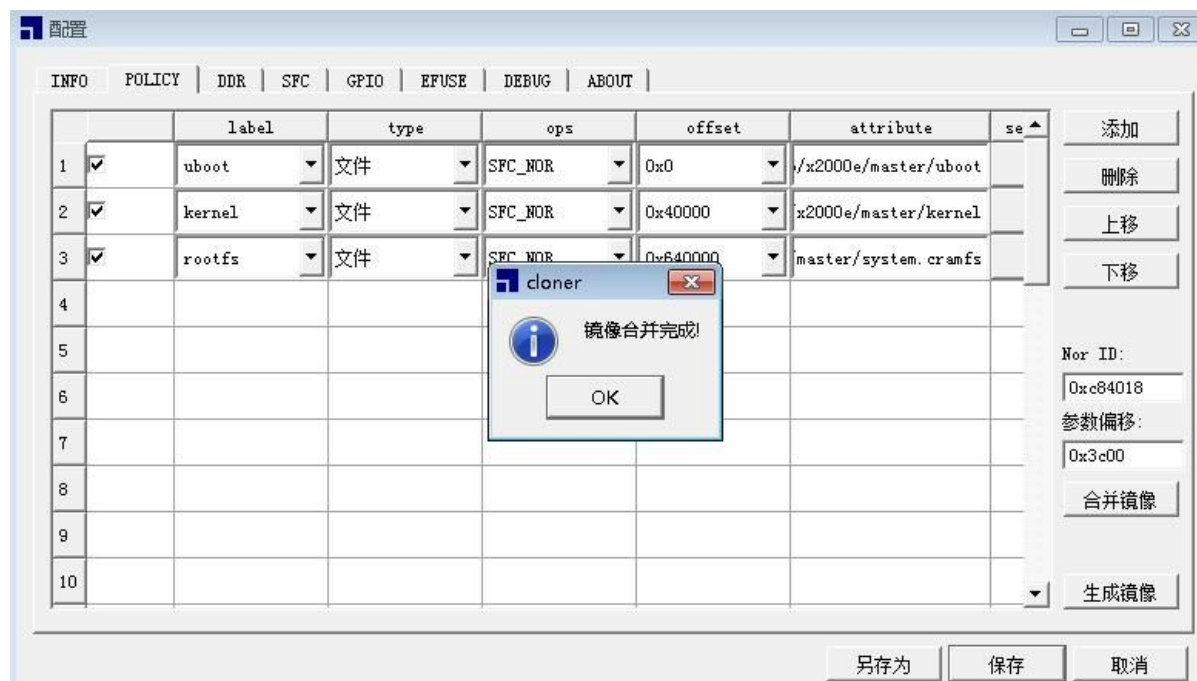 配置
INFO POLICY DDR SFC GPIO EFUSE DEBUG ABOUT
label type ops offset attribute se
1 uboot 文件 SFC_NOR 0x0 /x2000e/master/uboot
2 kernel 文件 SFC_NOR 0x40000 x2000e/master/kernel
3 rootfs 文件 SFC_NOR 0x640000 master/system.cramfs
4
5
6
7
8
9
10
cloner
镜像合并完成!
OK
添加
删除
上移
下移
Nor ID:
0xc84018
参数偏移:
0x3c00
合并镜像
生成镜像
另存为 保存 取消